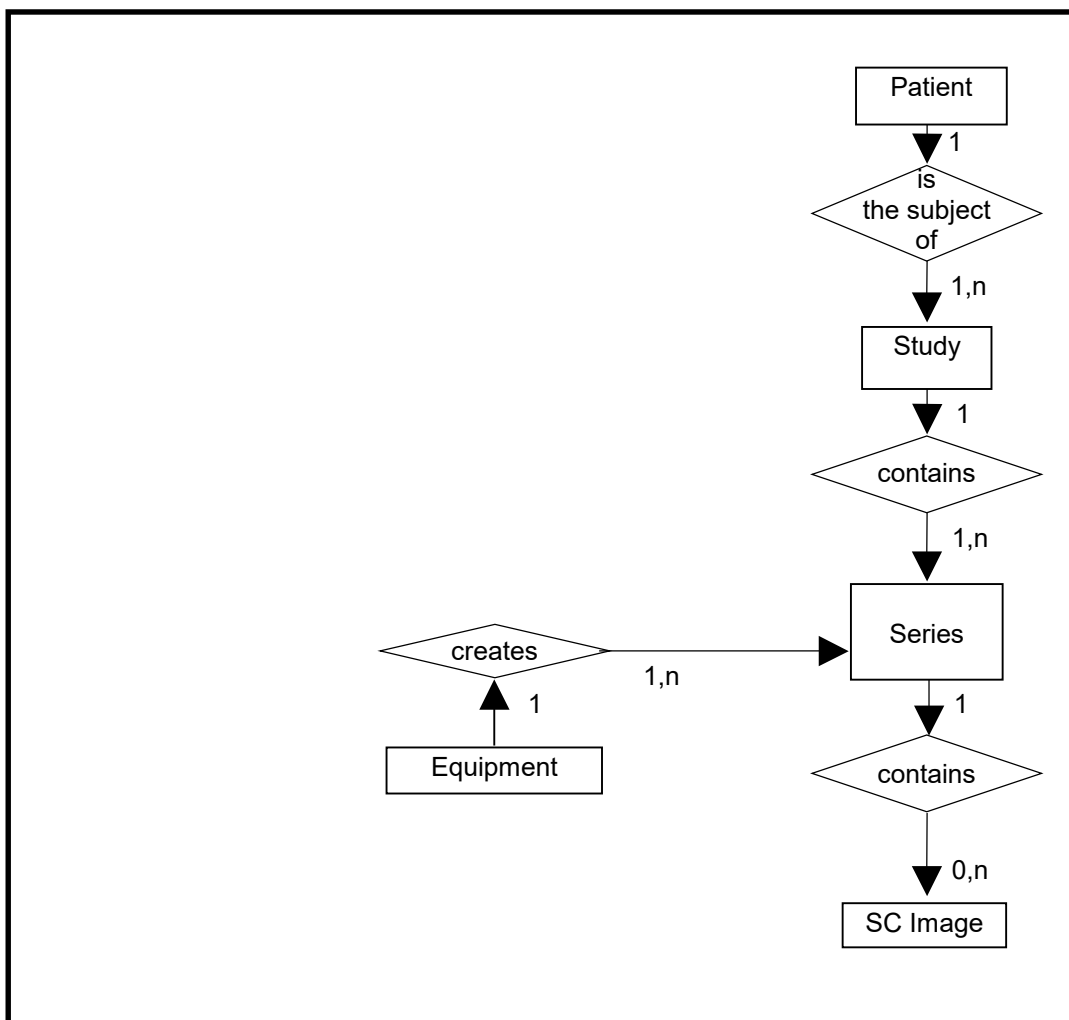 Patient
1
is
the subject
of
1,n
Study
1
contains
1,n
Series
creates
1,n
1
1
Equipment
contains
0,n
SC Image